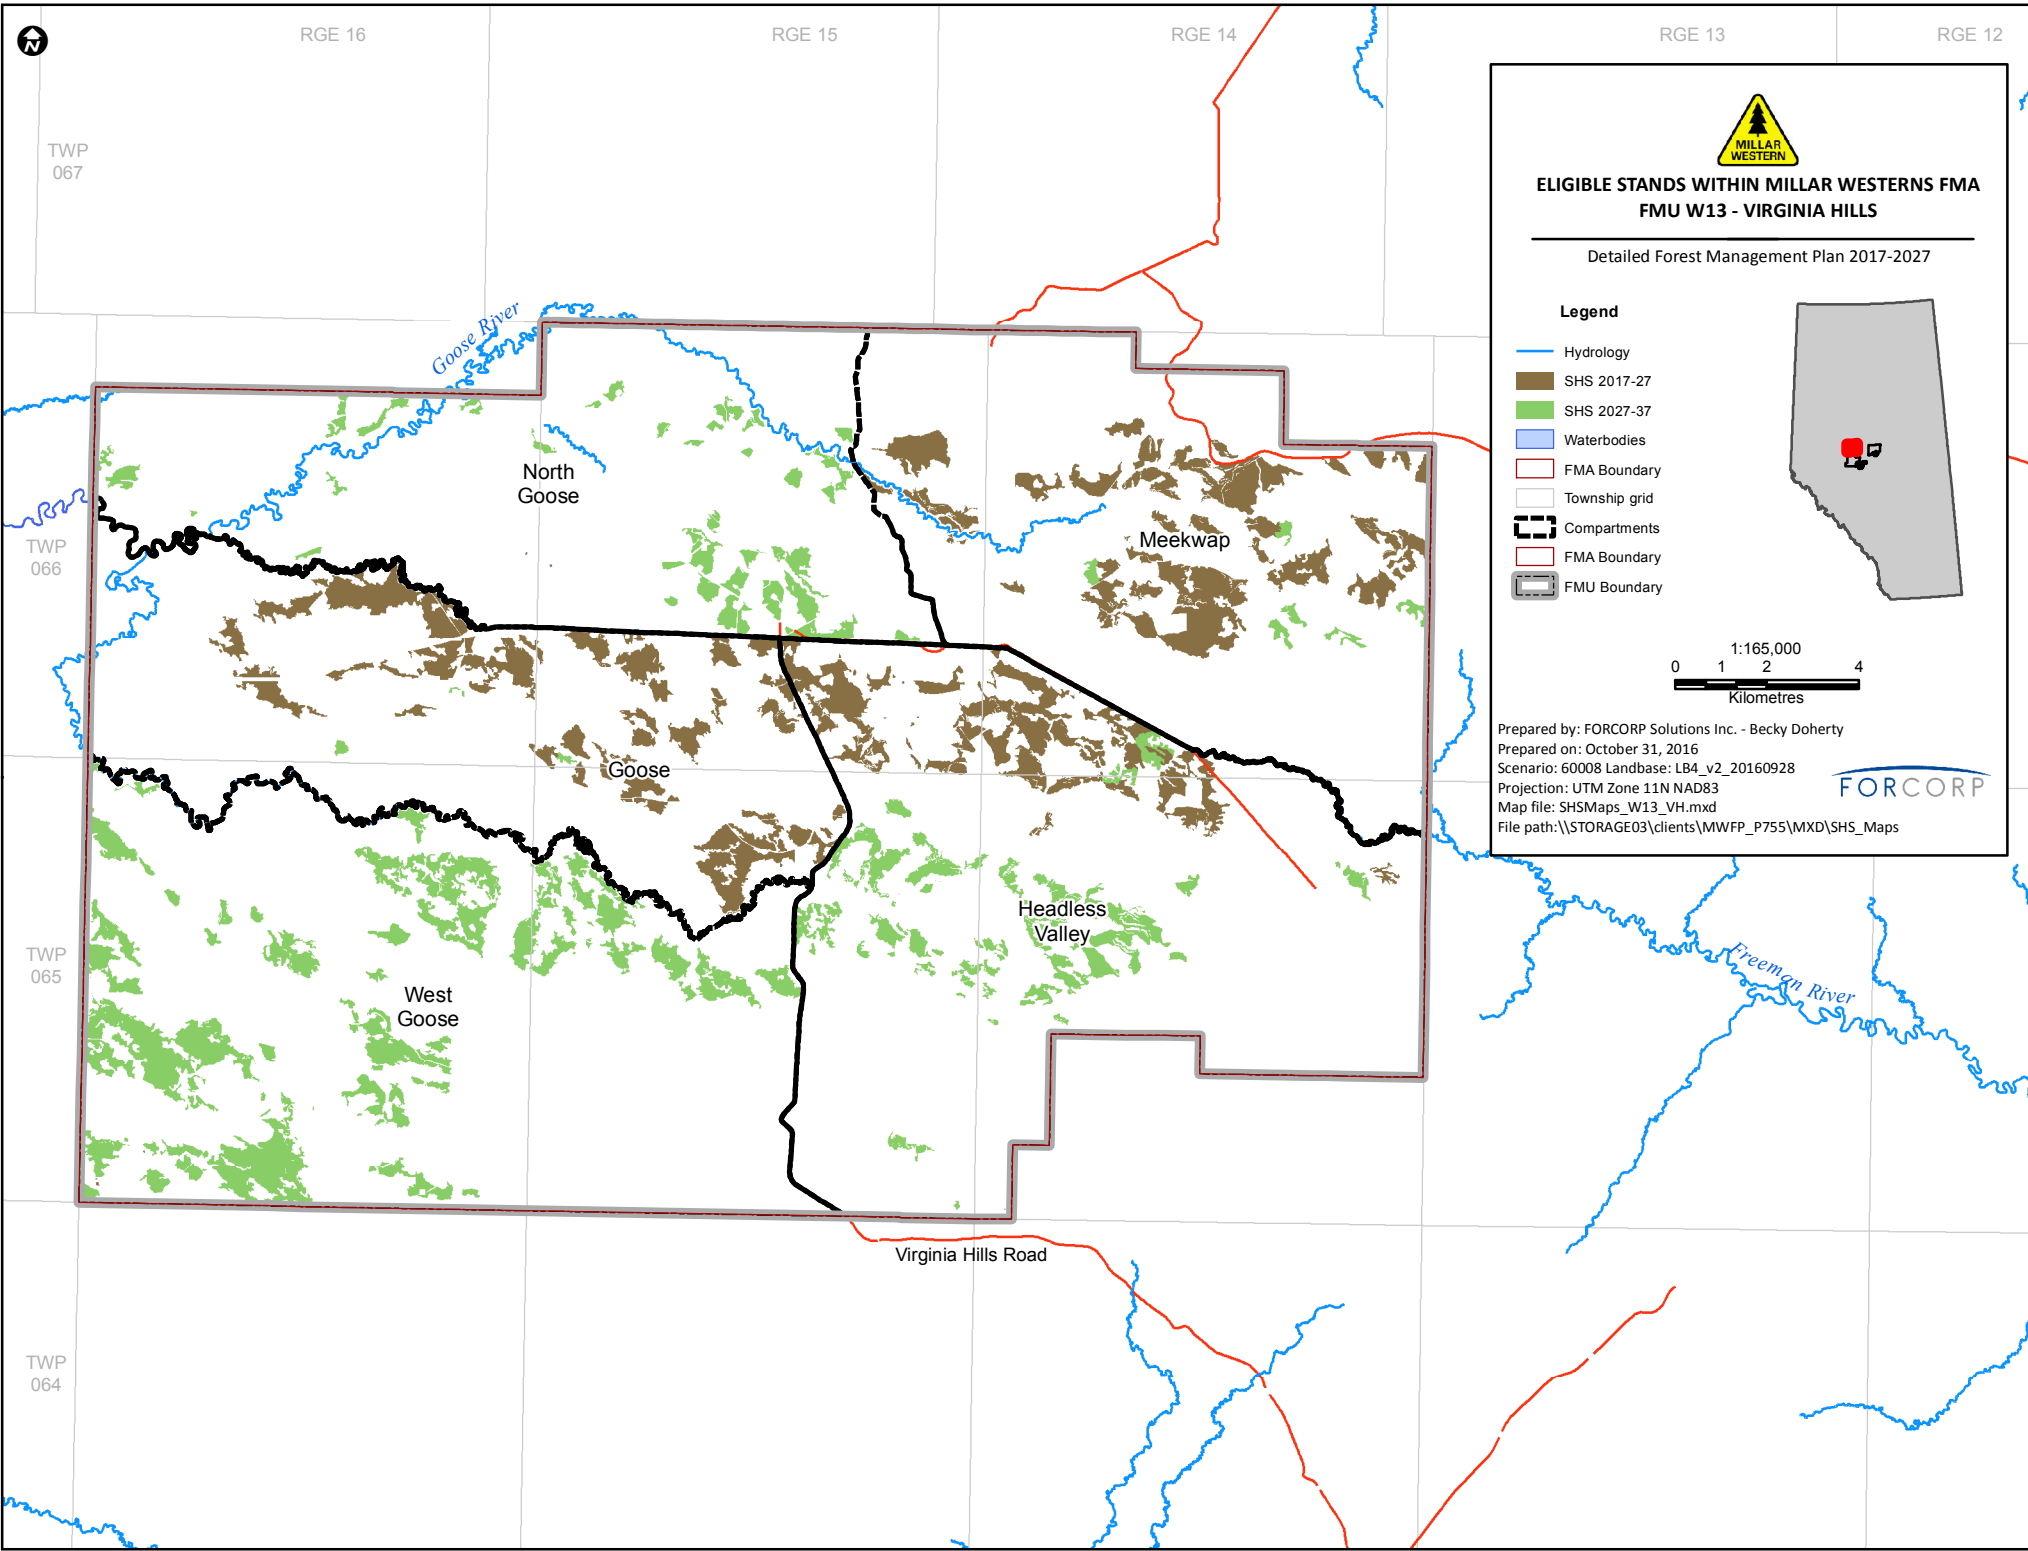 RGE 16
RGE 15
RGE 14
RGE 13
RGE 12
N
TWP
067
TWP
066
TWP
065
TWP
064
Goose River
North
Goose
Meekwap
Goose
Headless
Valley
West
Goose
Freeman River
Virginia Hills Road
MILLAR
WESTERN
ELIGIBLE STANDS WITHIN MILLAR WESTERNS FMA
FMU W13 - VIRGINIA HILLS
Detailed Forest Management Plan 2017-2027
Legend
Hydrology
SHS 2017-27
SHS 2027-37
Waterbodies
FMA Boundary
Township grid
Compartments
FMA Boundary
FMU Boundary
1:165,000
0 1 2 4
Kilometres
Prepared by: FORCORP Solutions Inc. - Becky Doherty
Prepared on: October 31, 2016
Scenario: 60008 Landbase: LB4_v2_20160928
Projection: UTM Zone 11N NAD83
Map file: SHSMaps_W13_VH.mxd
File path:\\STORAGE03\clients\MWFP_P755\MXD\SHS_Maps
FORCORP